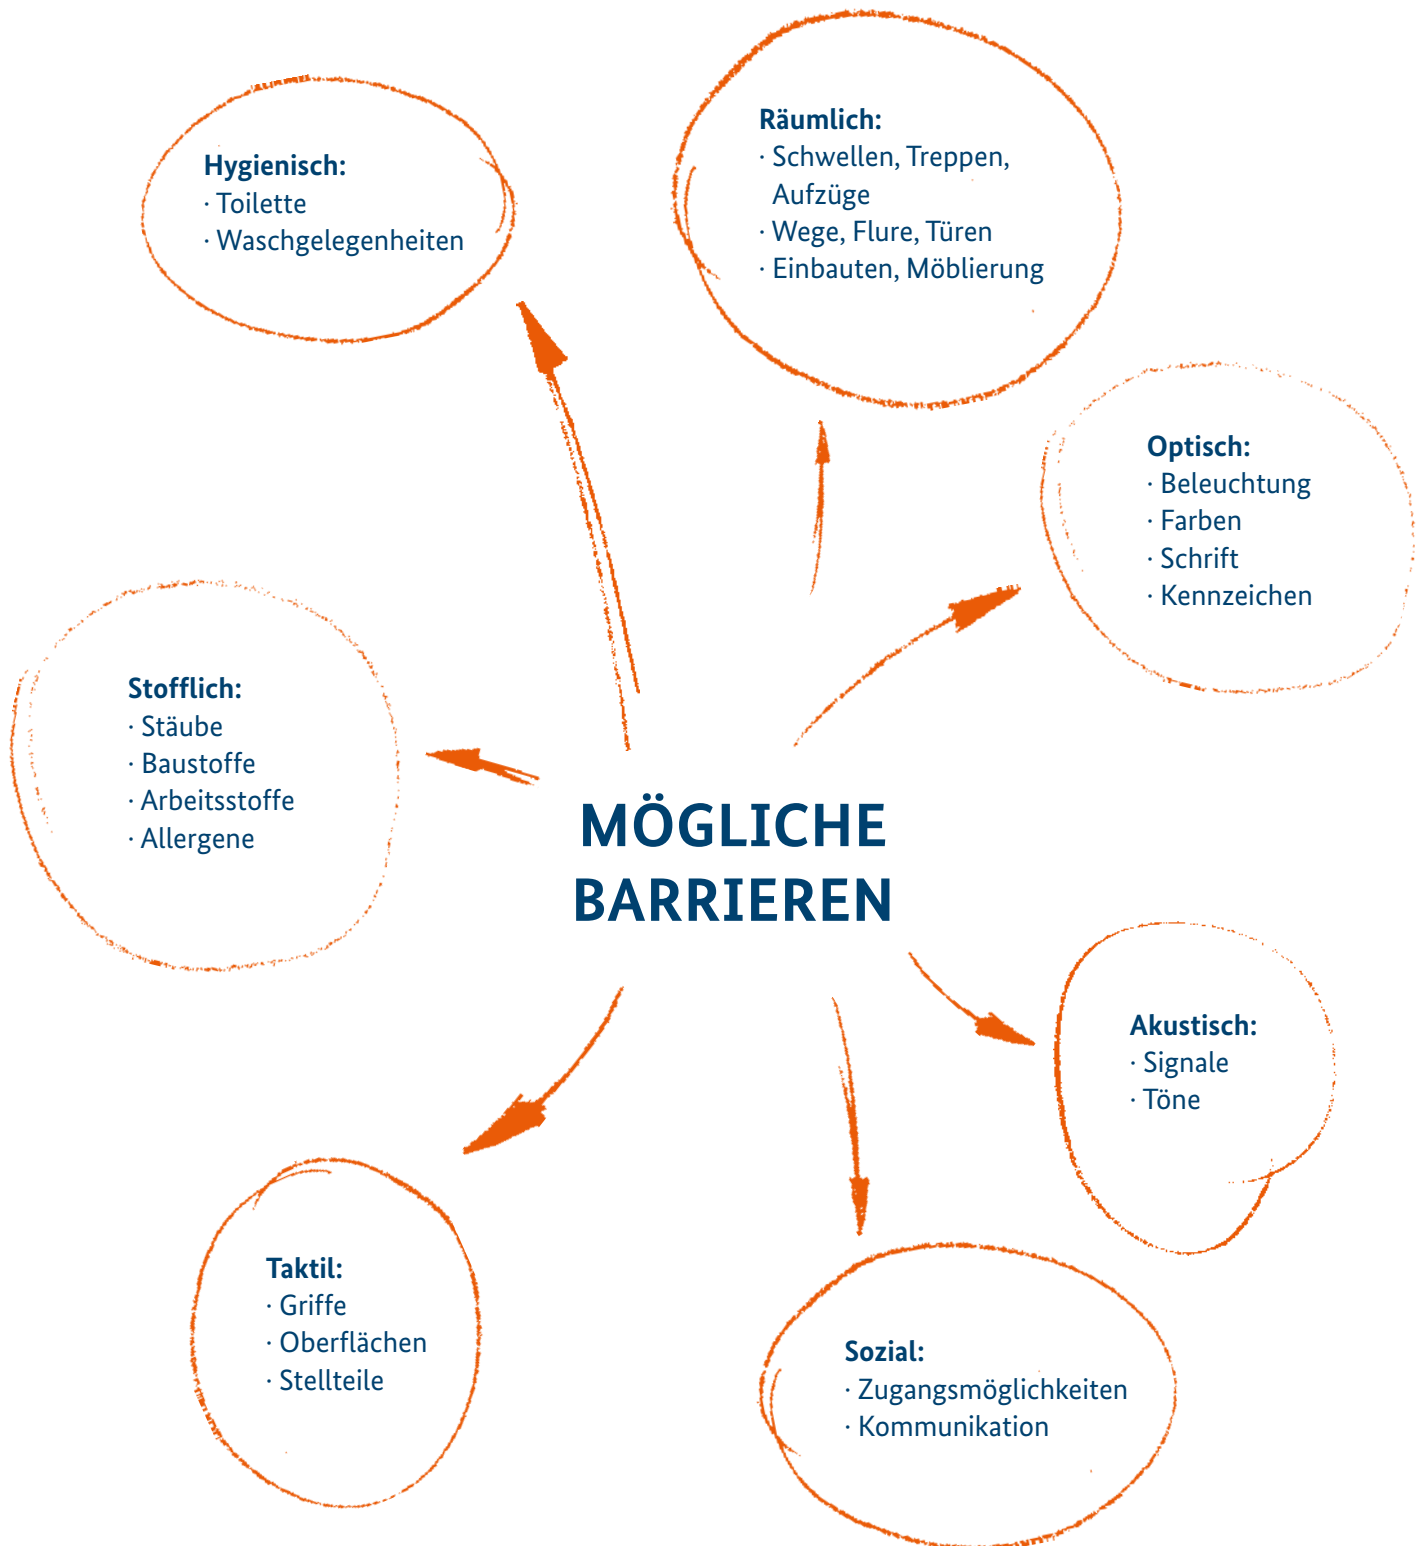 Hygienisch:
· Toilette
· Waschgelegenheiten
Räumlich:
· Schwellen, Treppen,
Aufzüge
· Wege, Flure, Türen
· Einbauten, Möblierung
Optisch:
· Beleuchtung
· Farben
· Schrift
· Kennzeichen
Stofflich:
· Stäube
· Baustoffe
· Arbeitsstoffe
· Allergene
MÖGLICHE
BARRIEREN
Akustisch:
· Signale
· Töne
Taktil:
· Griffe
· Oberflächen
· Stellteile
Sozial:
· Zugangsmöglichkeiten
· Kommunikation